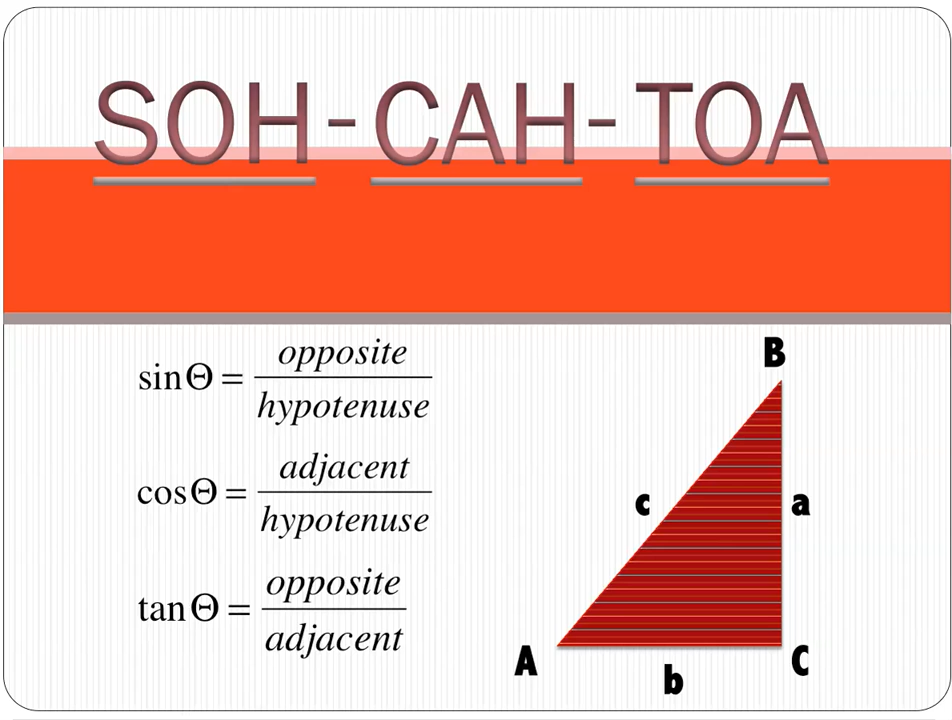 SOH-CAH-TOA
sinΘ = opposite / hypotenuse
cosΘ = adjacent / hypotenuse
tanΘ = opposite / adjacent
B
c a
A C
b